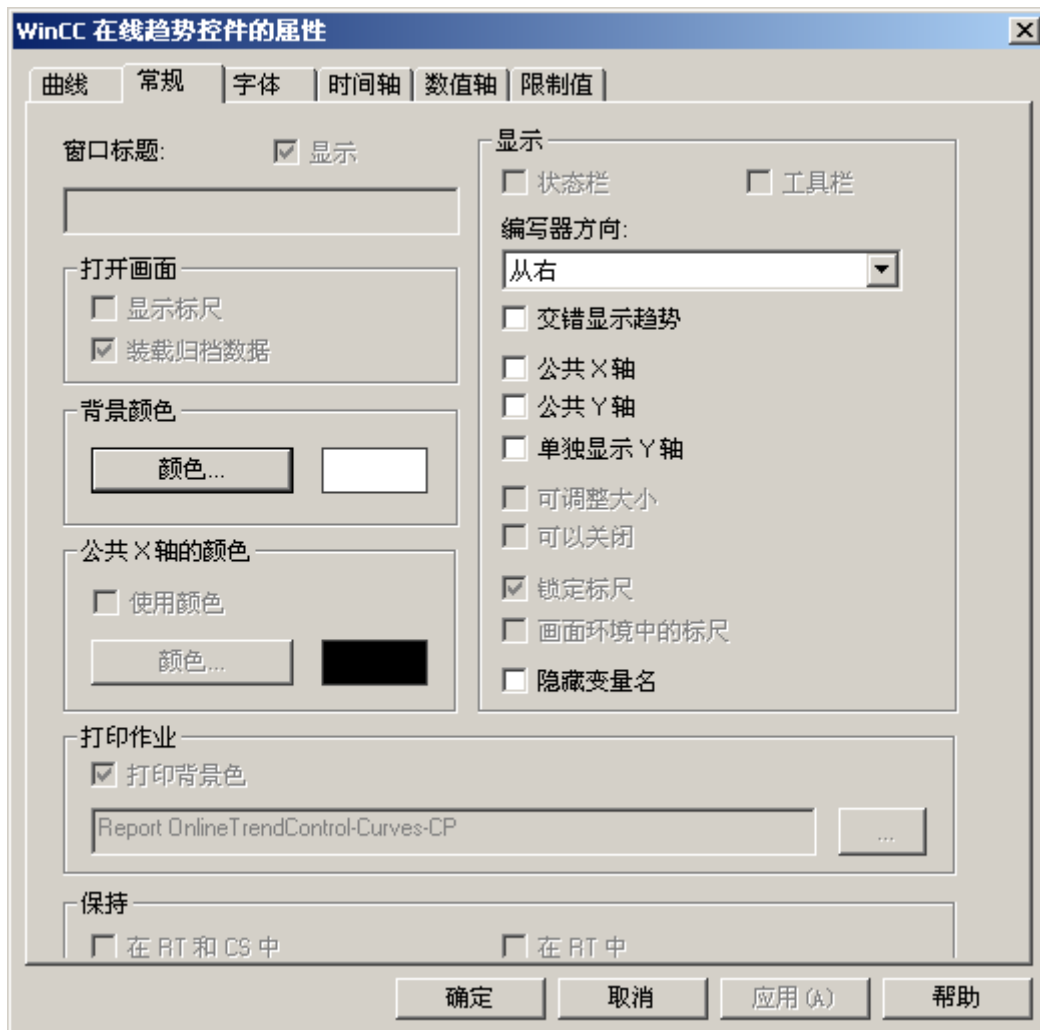 WinCC 在线趋势控件的属性
曲线 常规 字体 时间轴 数值轴 限制值
窗口标题: 显示
打开画面
显示标尺
装载归档数据
背景颜色
颜色...
公共X轴的颜色
使用颜色
颜色...
显示
状态栏 工具栏
编写器方向:
从右
交错显示趋势
公共X轴
公共Y轴
单独显示Y轴
可调整大小
可以关闭
锁定标尺
画面环境中的标尺
隐藏变量名
打印作业
打印背景色
Report OnlineTrendControl-Curves-CP
...
保持
在 RT 和 CS 中 在 RT 中
确定 取消 应用(A) 帮助